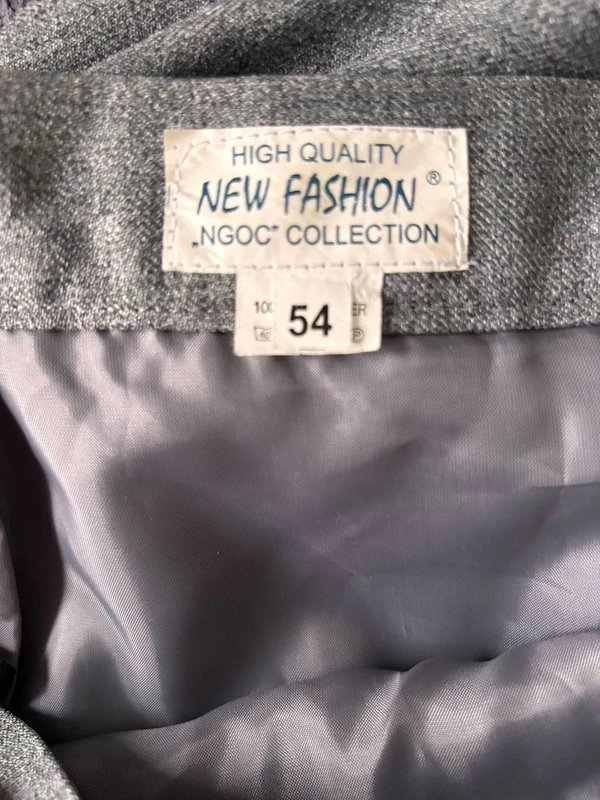 HIGH QUALITY
NEW FASHION ®
„NGOC" COLLECTION
54